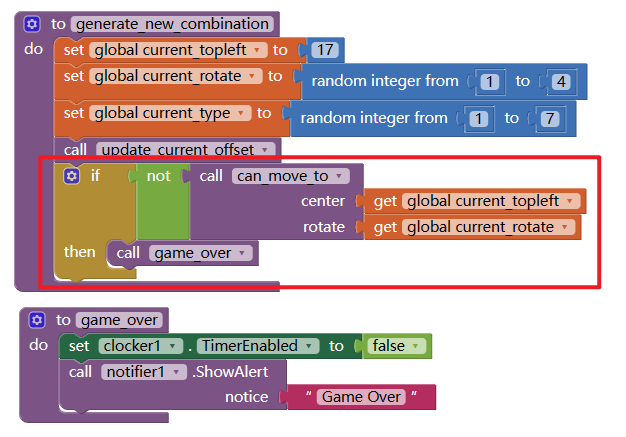 to generate_new_combination
do set global current_topleft to 17
set global current_rotate to random integer from 1 to 4
set global current_type to random integer from 1 to 7
call update_current_offset
if not call can_move_to
center get global current_topleft
rotate get global current_rotate
then call game_over
to game_over
do set clocker1 . TimerEnabled to false
call notifier1 .ShowAlert
notice “ Game Over ”